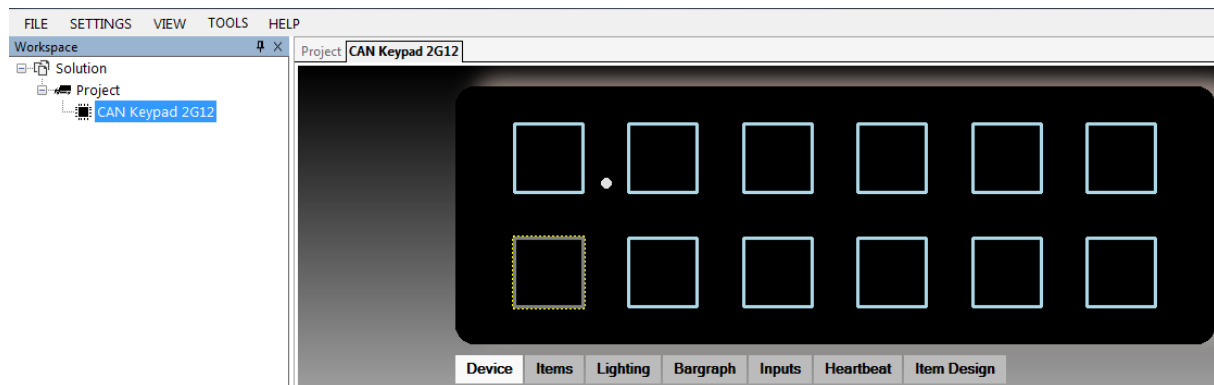 FILE SETTINGS VIEW TOOLS HELP
Workspace
Project CAN Keypad 2G12
Solution
Project
CAN Keypad 2G12
Device Items Lighting Bargraph Inputs Heartbeat Item Design